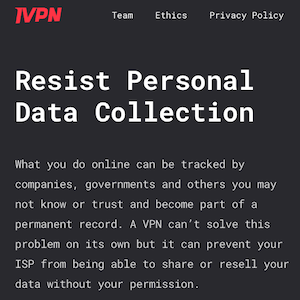 IVPN Team Ethics Privacy Policy
Resist Personal
Data Collection
What you do online can be tracked by
companies, governments and others you may
not know or trust and become part of a
permanent record. A VPN can’t solve this
problem on its own but it can prevent your
ISP from being able to share or resell your
data without your permission.